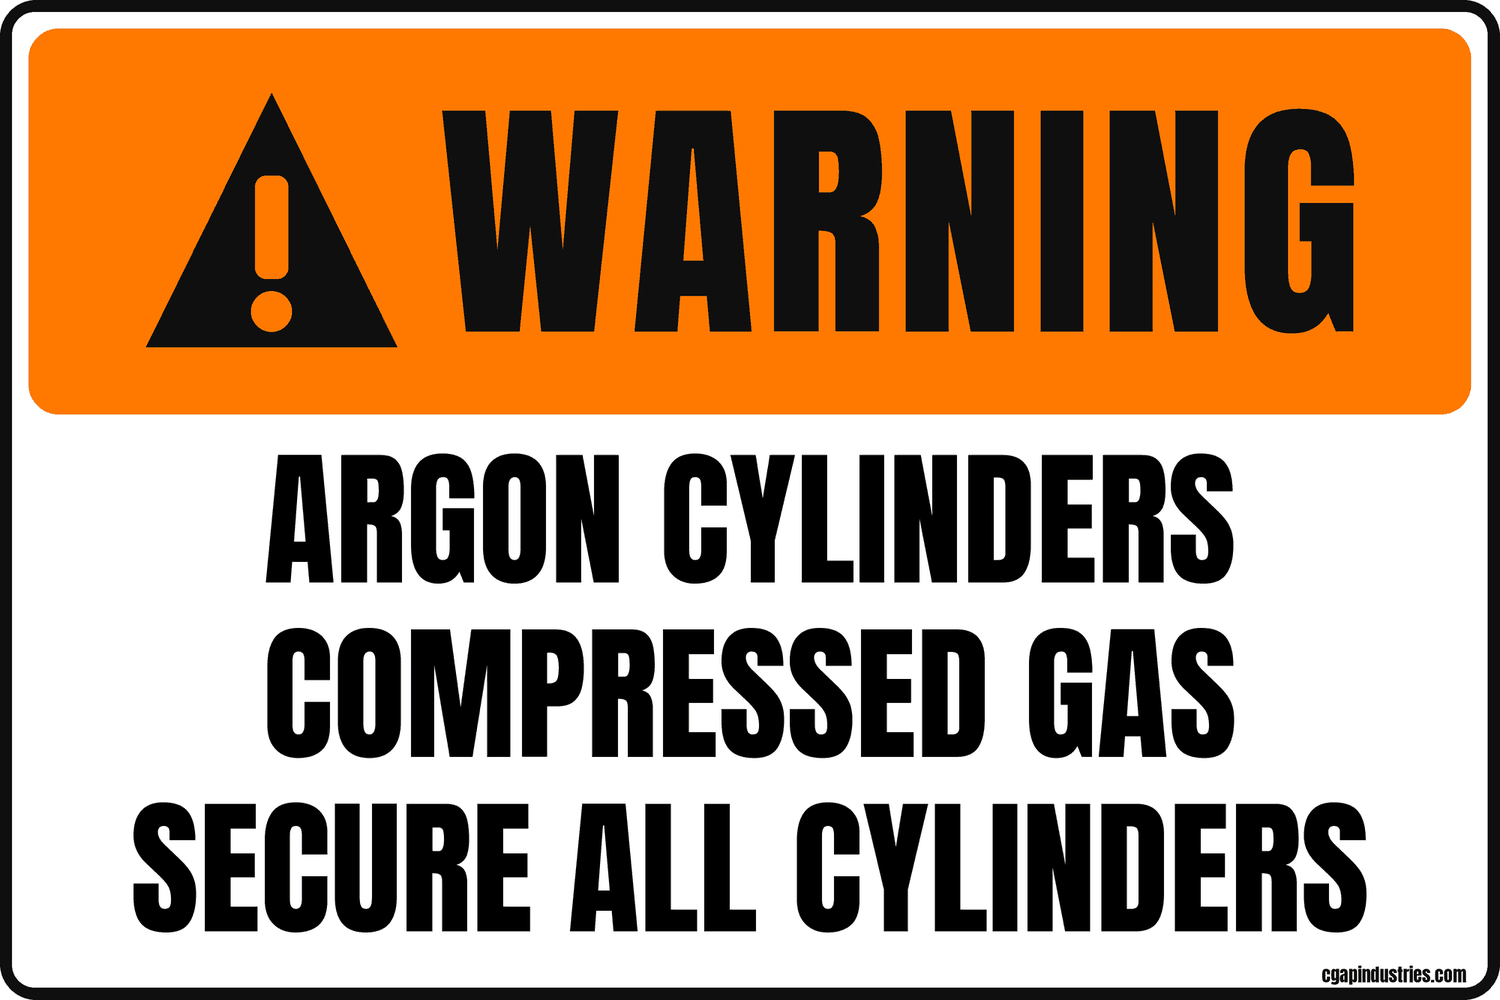 WARNING
ARGON CYLINDERS
COMPRESSED GAS
SECURE ALL CYLINDERS
cgapindustries.com